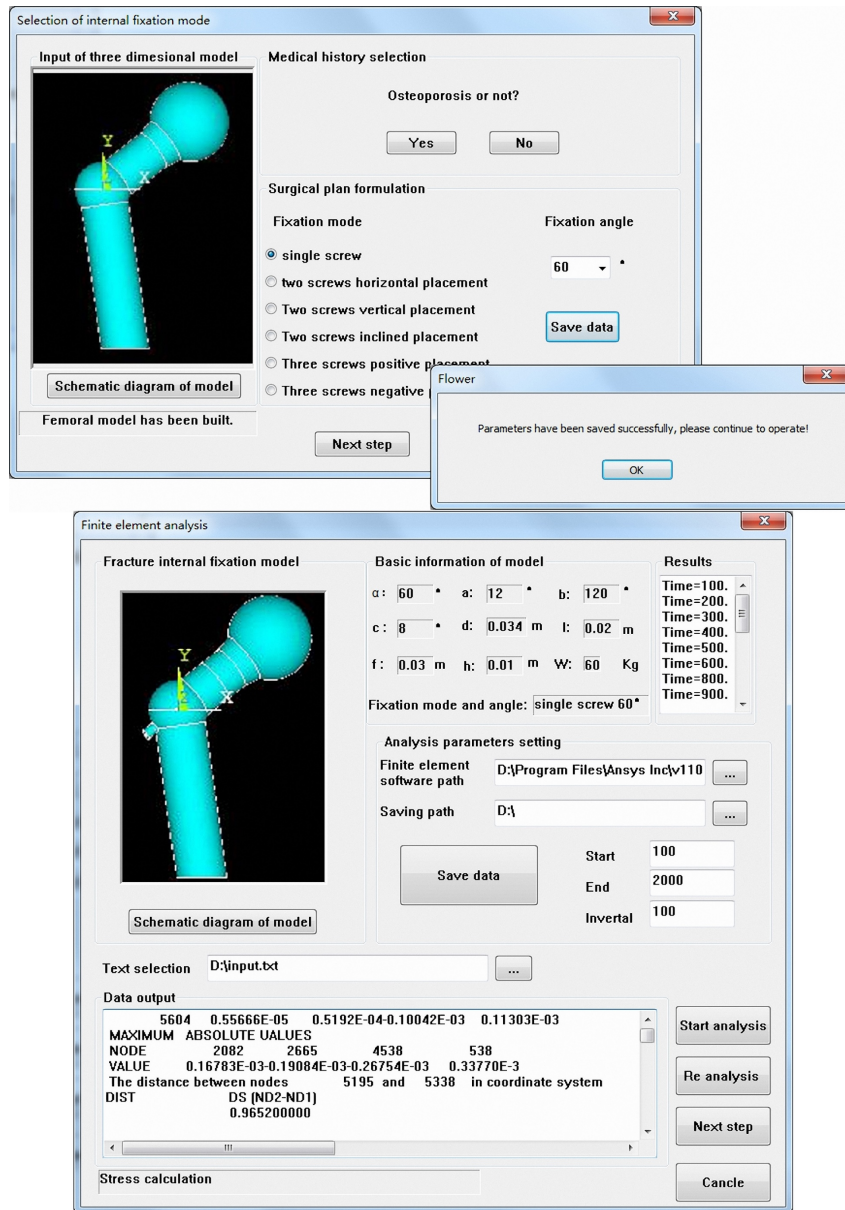 Selection of internal fixation mode
Input of three dimesional model
Y
X
Schematic diagram of model
Femoral model has been built.
Medical history selection
Osteoporosis or not?
Yes No
Surgical plan formulation
Fixation mode Fixation angle
single screw
60 °
two screws horizontal placement
Two screws vertical placement
Save data
Two screws inclined placement
Three screws positive placement
Three screws negative
Next step
Flower
Parameters have been saved successfully, please continue to operate!
OK
Finite element analysis
Fracture internal fixation model
Y
X
Schematic diagram of model
Basic information of model
α: 60 ° a: 12 ° b: 120 °
c: 8 ° d: 0.034 m l: 0.02 m
f: 0.03 m h: 0.01 m W: 60 Kg
Fixation mode and angle: single screw 60°
Results
Time=100.
Time=200.
Time=300.
Time=400.
Time=500.
Time=600.
Time=800.
Time=900.
Analysis parameters setting
Finite element software path D:\Program Files\Ansys Inc\v110 ...
Saving path D:\ ...
Save data
Start 100
End 2000
Invertal 100
Text selection D:\input.txt ...
Data output
5604 0.55666E-05 0.5192E-04-0.10042E-03 0.11303E-03
MAXIMUM ABSOLUTE UALUES
NODE 2082 2665 4538 538
VALUE 0.16783E-03-0.19084E-03-0.26754E-03 0.33770E-3
The distance between nodes 5195 and 5338 in coordinate system
DIST DS (ND2-ND1)
0.965200000
Start analysis
Re analysis
Next step
Cancle
Stress calculation